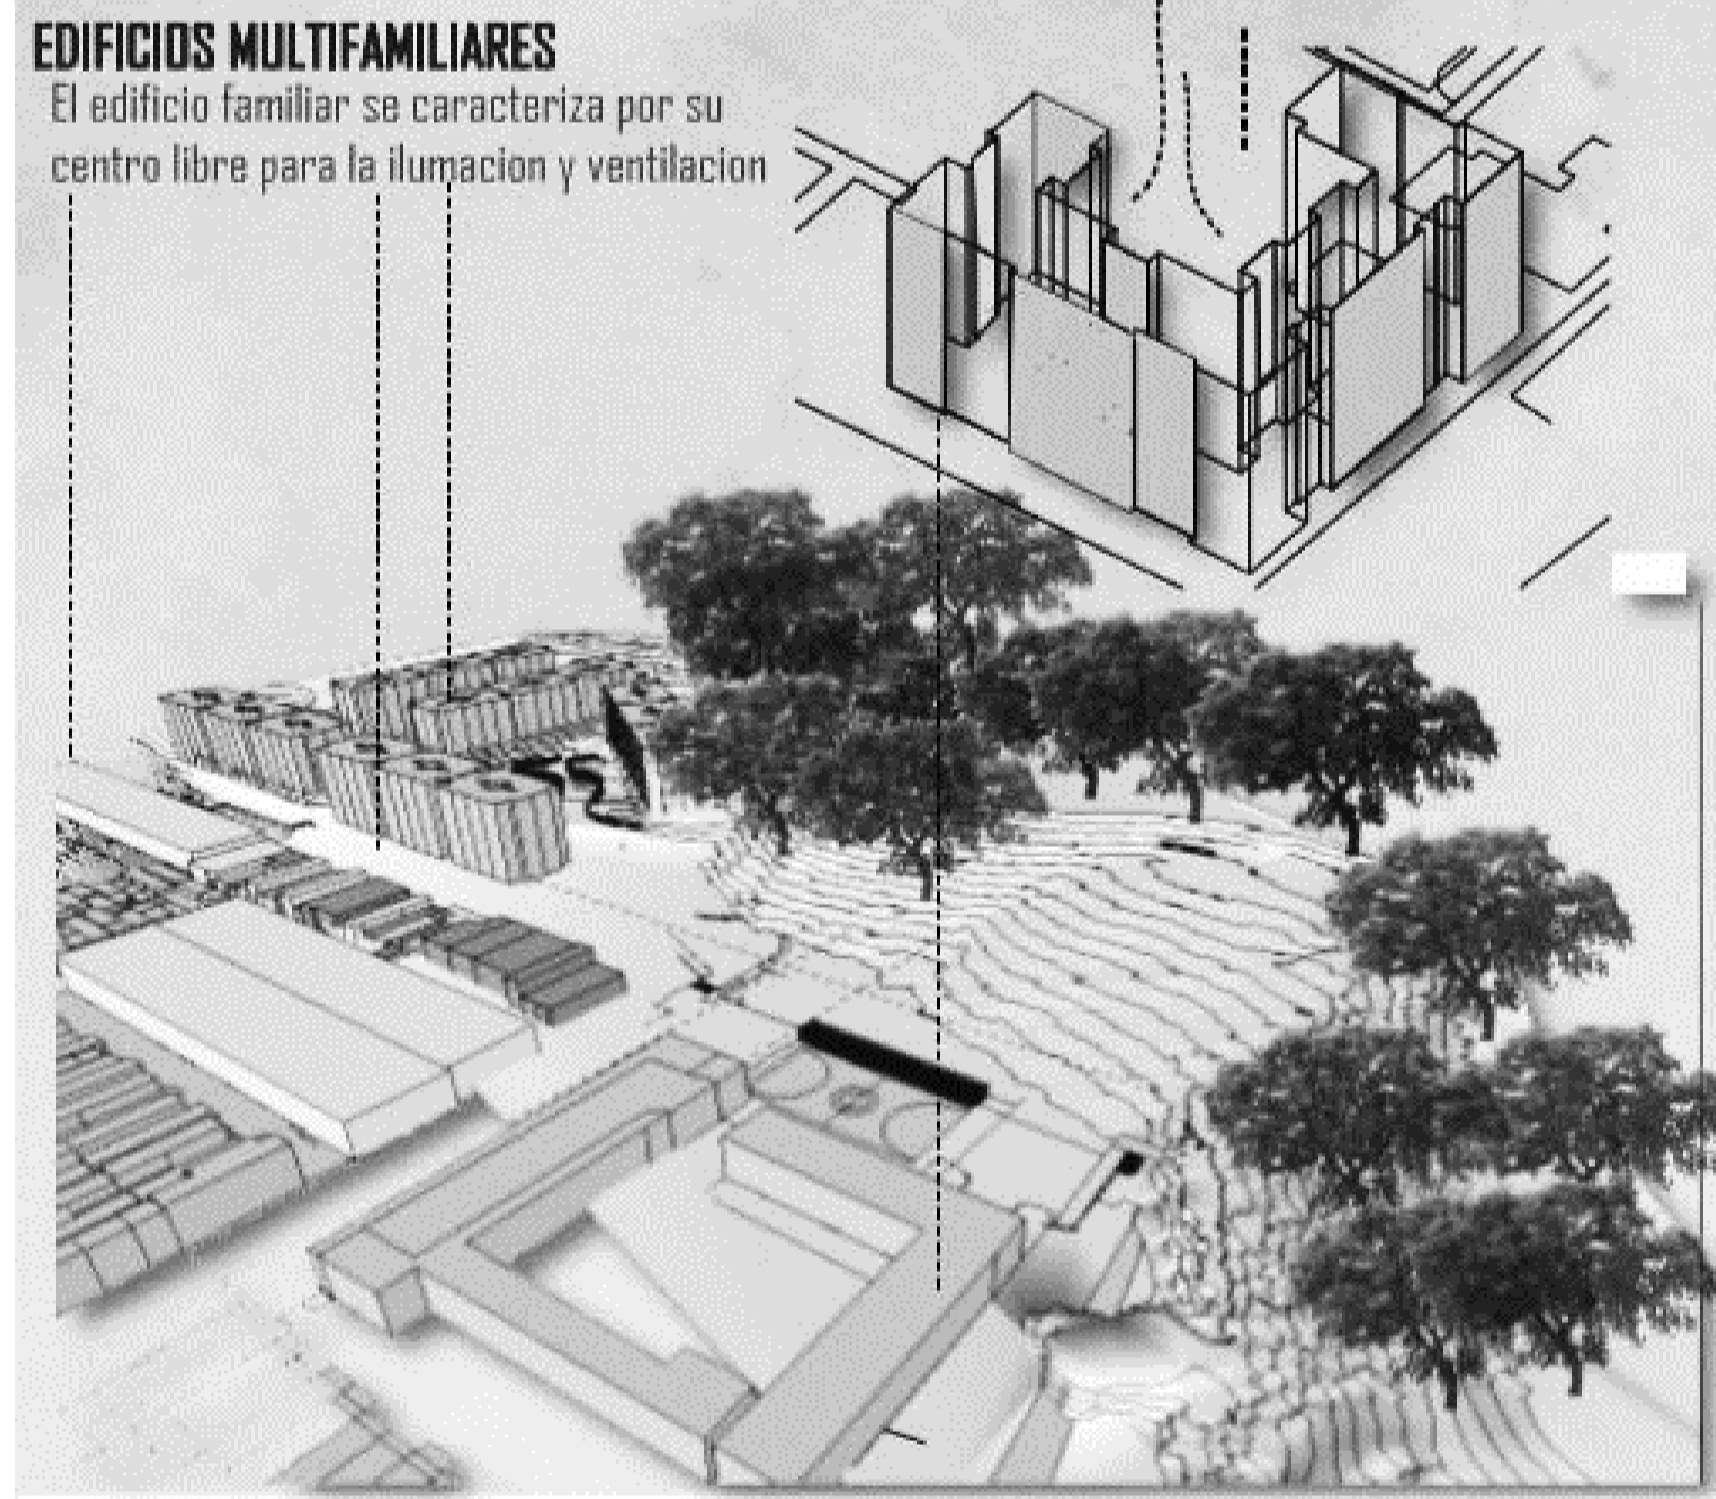 EDIFICIOS MULTIFAMILIARES
El edificio familiar se caracteriza por su
centro libre para la ilumacion y ventilacion